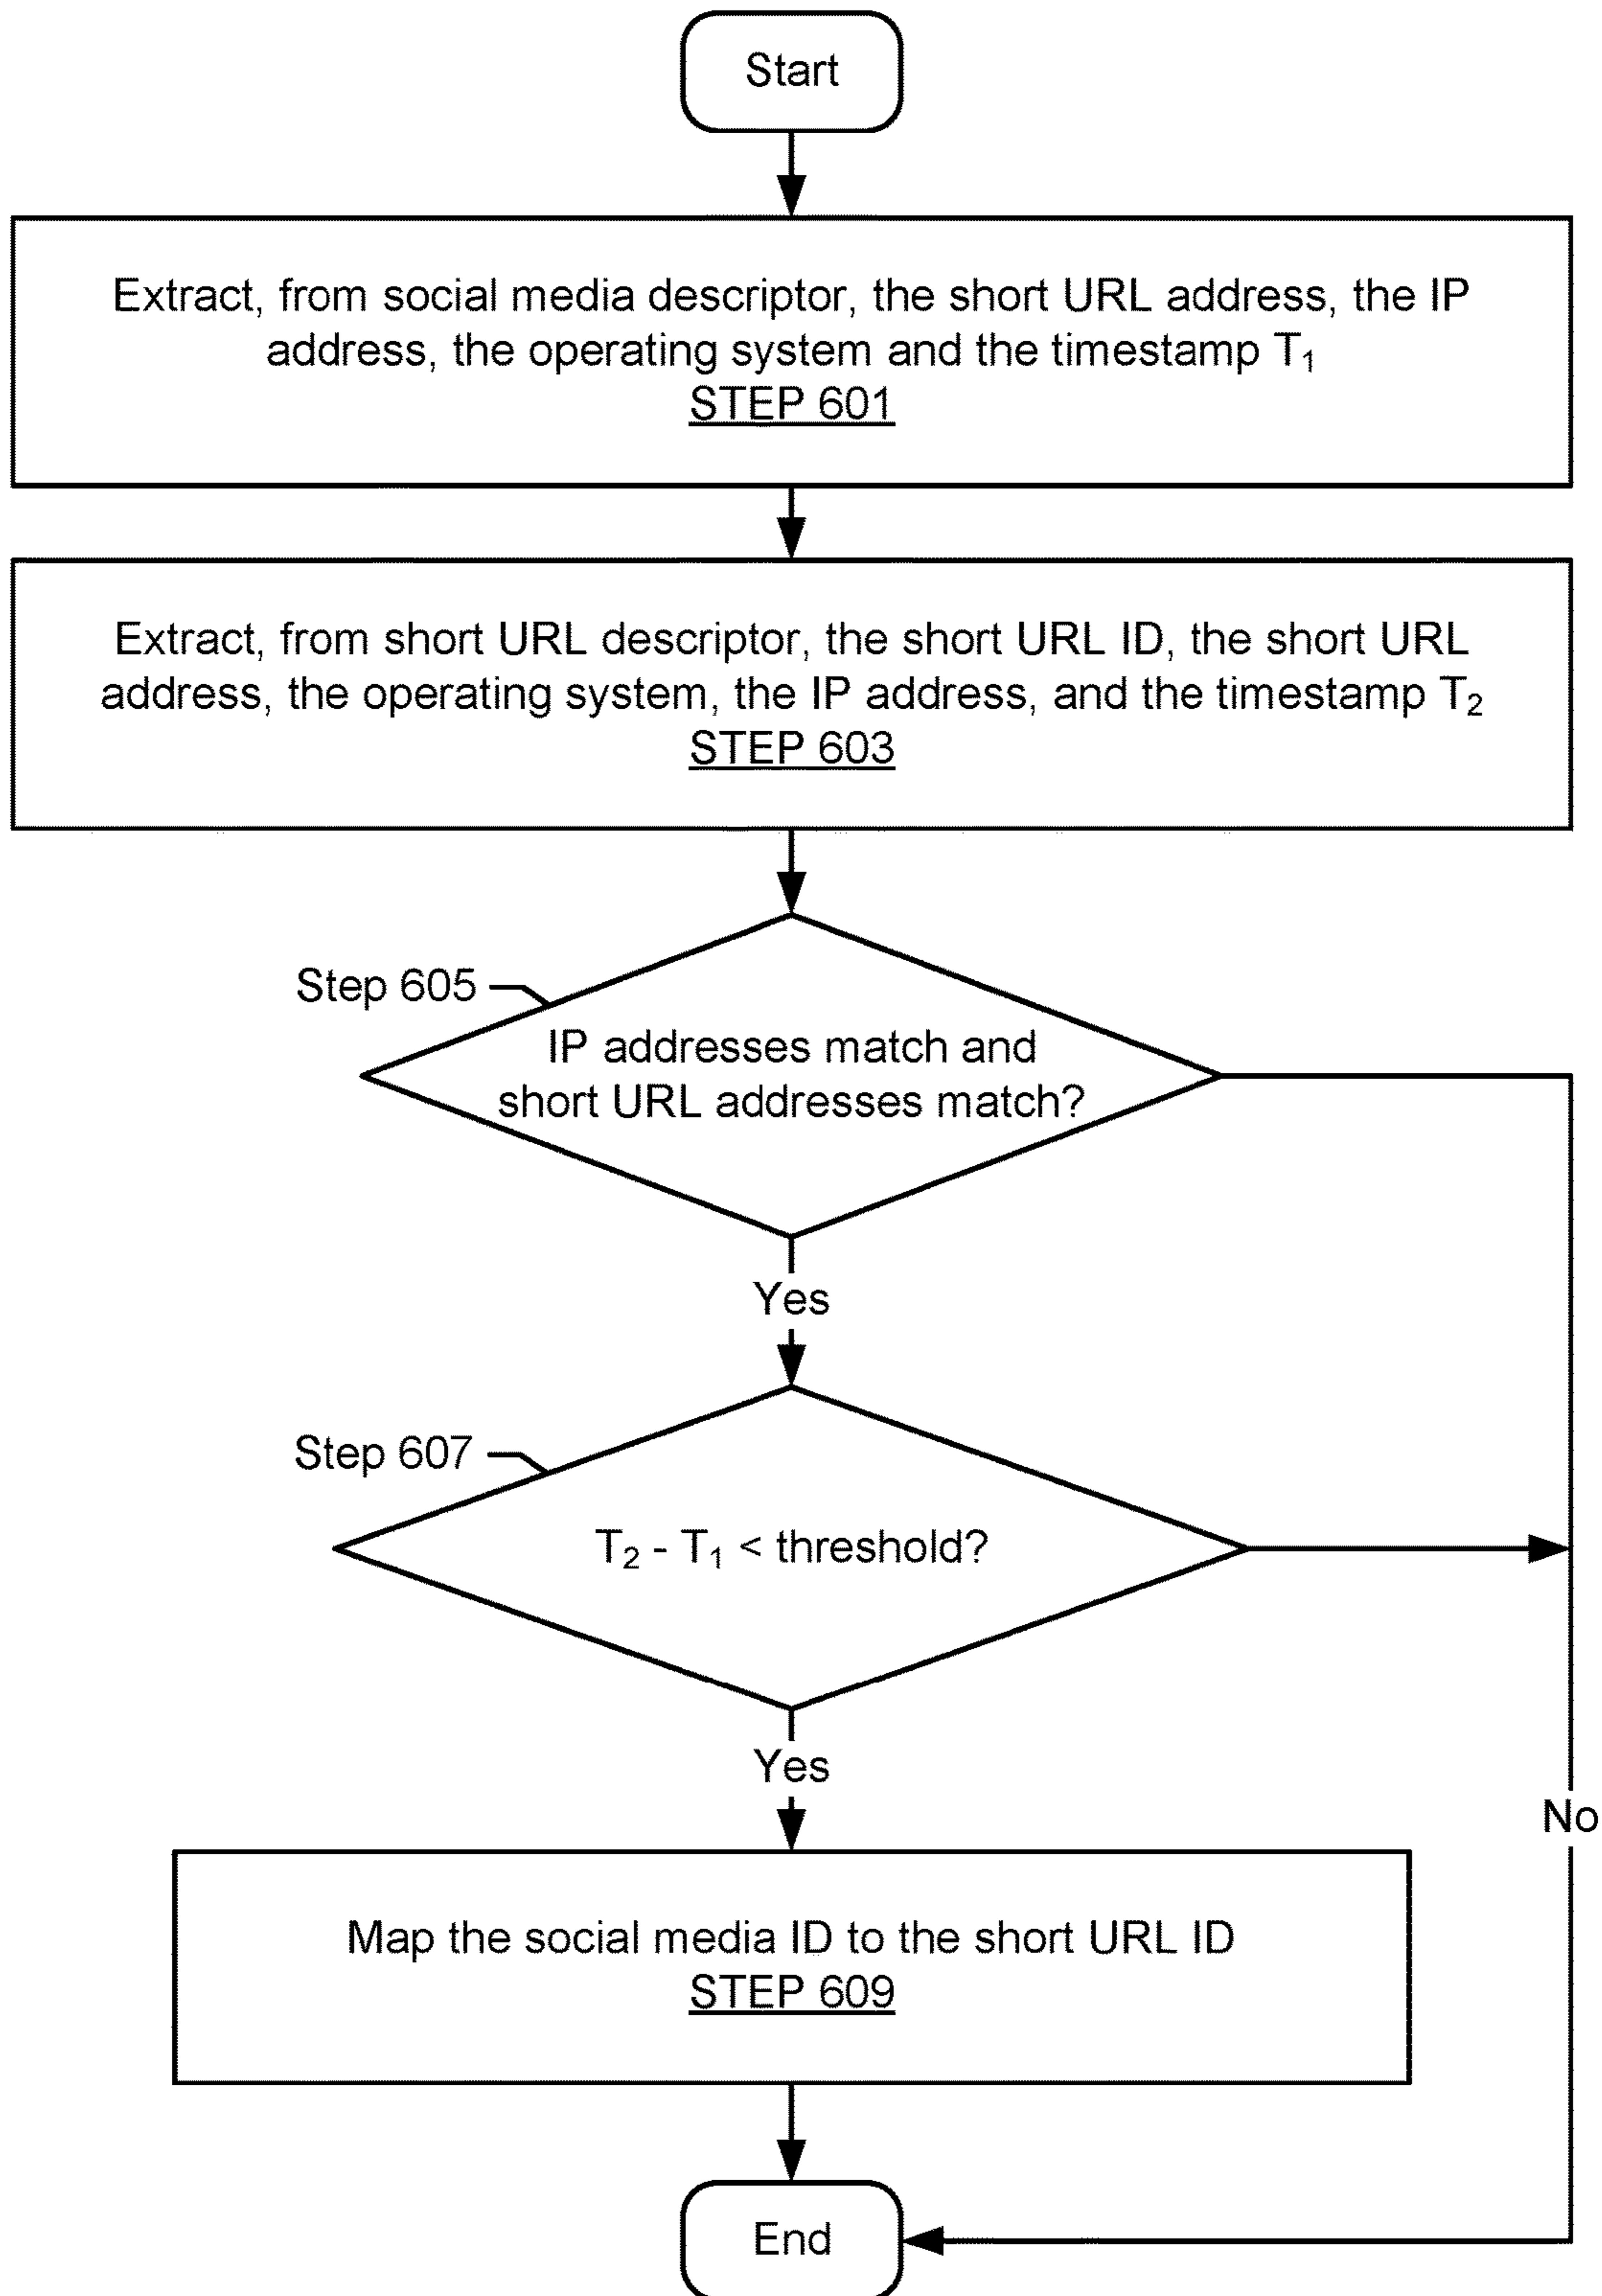 Start
Extract, from social media descriptor, the short URL address, the IP
address, the operating system and the timestamp T₁
STEP 601
Extract, from short URL descriptor, the short URL ID, the short URL
address, the operating system, the IP address, and the timestamp T₂
STEP 603
Step 605
IP addresses match and
short URL addresses match?
Yes
Step 607
T₂ - T₁ < threshold?
Yes
No
Map the social media ID to the short URL ID
STEP 609
End